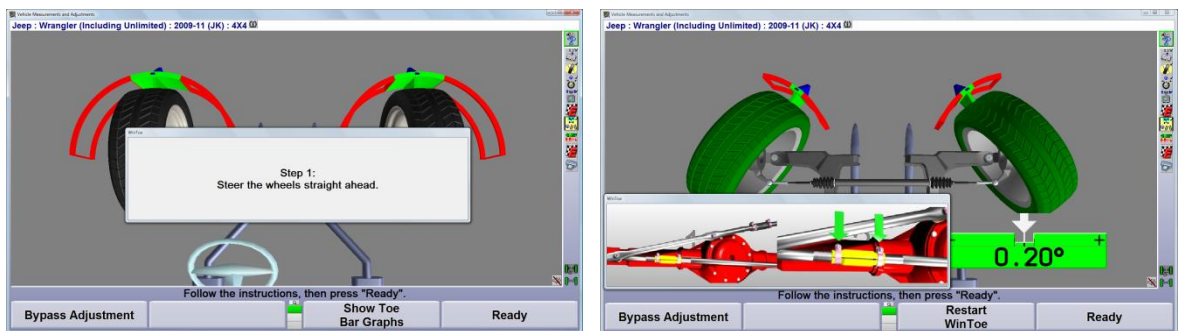 Vehicle Measurements and Adjustments
Jeep : Wrangler (Including Unlimited) : 2009-11 (JK) : 4X4
WinToe
Step 1:
Steer the wheels straight ahead.
Follow the instructions, then press "Ready".
Bypass Adjustment
Show Toe
Bar Graphs
Ready
Vehicle Measurements and Adjustments
Jeep : Wrangler (Including Unlimited) : 2009-11 (JK) : 4X4
WinToe
- +
0.20°
Follow the instructions, then press "Ready".
Bypass Adjustment
Restart
WinToe
Ready